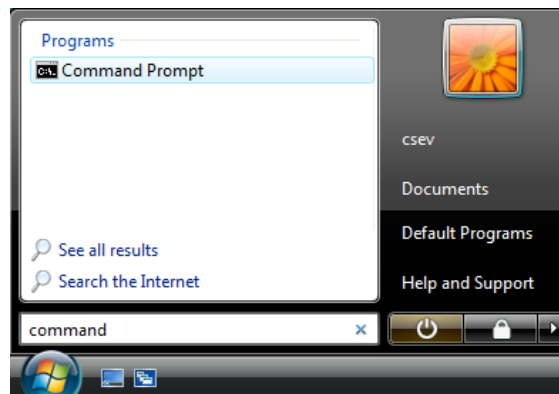 Programs
Command Prompt
See all results
Search the Internet
command
csev
Documents
Default Programs
Help and Support